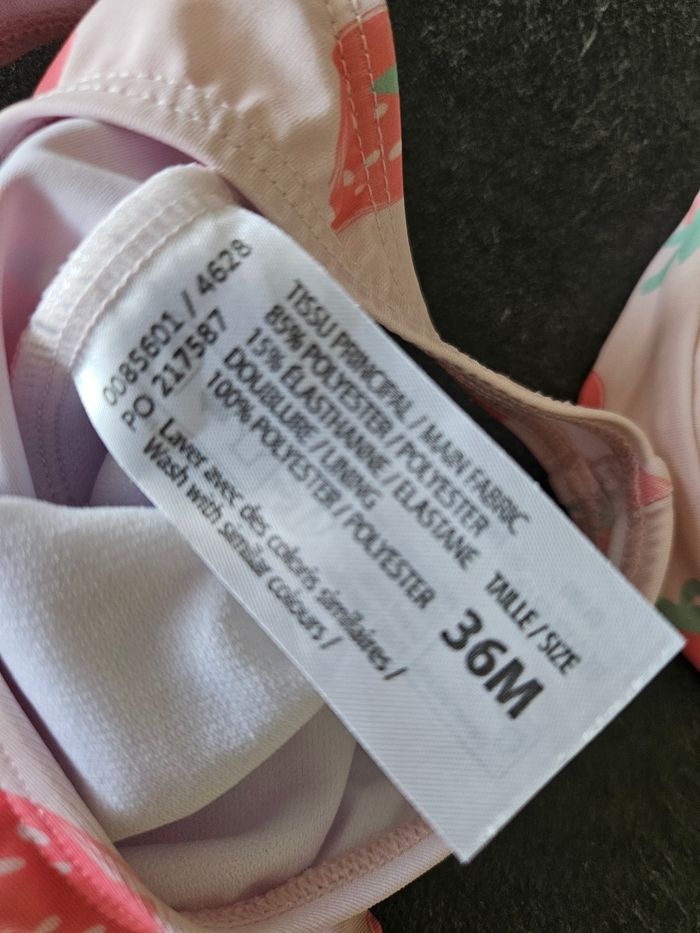 0085601 / 4628
PO 217587
TISSU PRINCIPAL / MAIN FABRIC
85% POLYESTER / POLYESTER
15% ÉLASTHANNE / ELASTANE
DOUBLURE / LINING
100% POLYESTER / POLYESTER
Laver avec des coloris similaires /
Wash with similar colours /
TAILLE / SIZE
36M